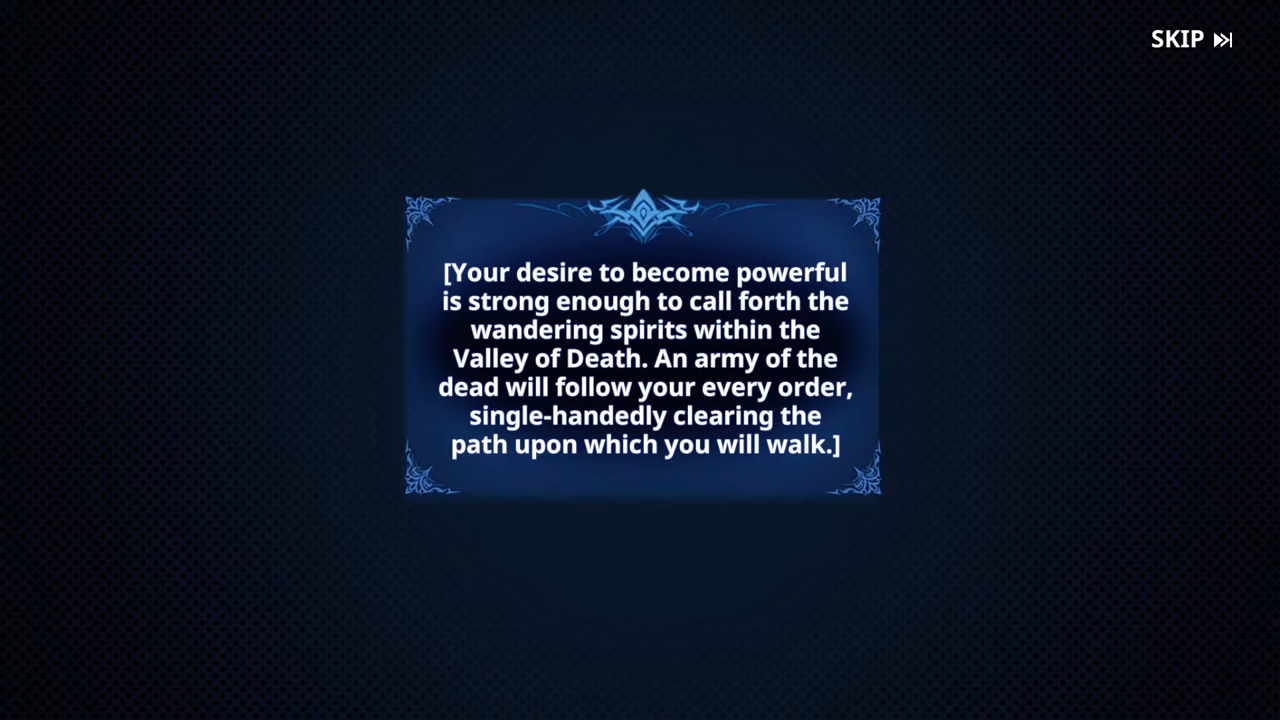 SKIP
[Your desire to become powerful
is strong enough to call forth the
wandering spirits within the
Valley of Death. An army of the
dead will follow your every order,
single-handedly clearing the
path upon which you will walk.]